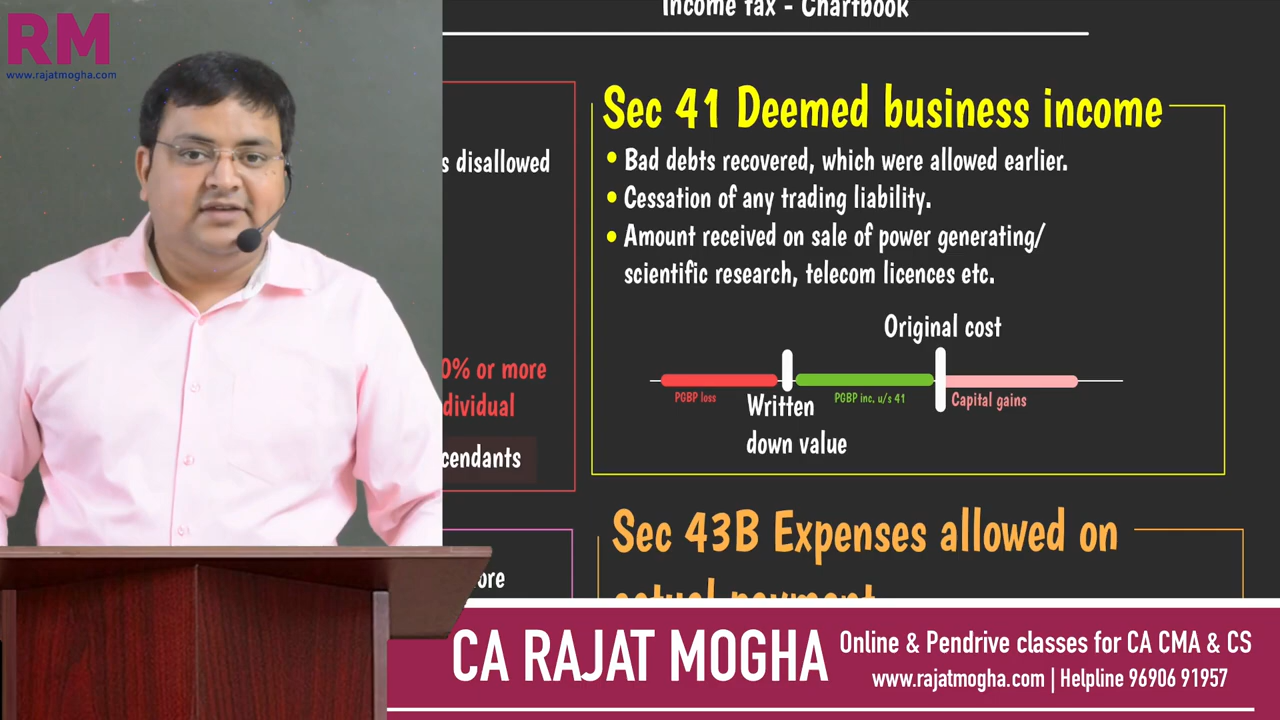 RM
www.rajatmogha.com
Income tax - Chartbook
s disallowed
0% or more
dividual
cendants
ore
Sec 41 Deemed business income
• Bad debts recovered, which were allowed earlier.
• Cessation of any trading liability.
• Amount received on sale of power generating/
scientific research, telecom licences etc.
Original cost
PGBP loss
PGBP inc, u/s 41
Capital gains
Written
down value
Sec 43B Expenses allowed on
actual payment
CA RAJAT MOGHA
Online & Pendrive classes for CA CMA & CS
www.rajatmogha.com | Helpline 96906 91957